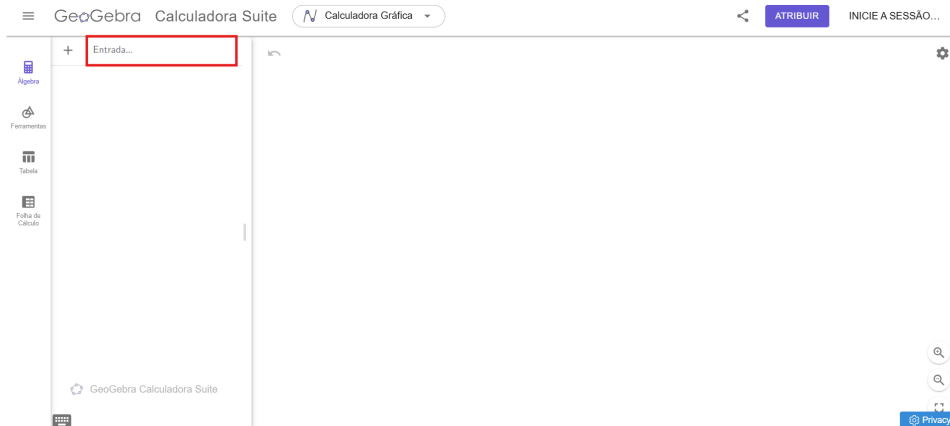 GeoGebra Calculadora Suite
Calculadora Gráfica
ATRIBUIR
INICIE A SESSÃO...
Entrada...
Álgebra
Ferramentas
Tabela
Folha de
Cálculo
GeoGebra Calculadora Suite
Privacy